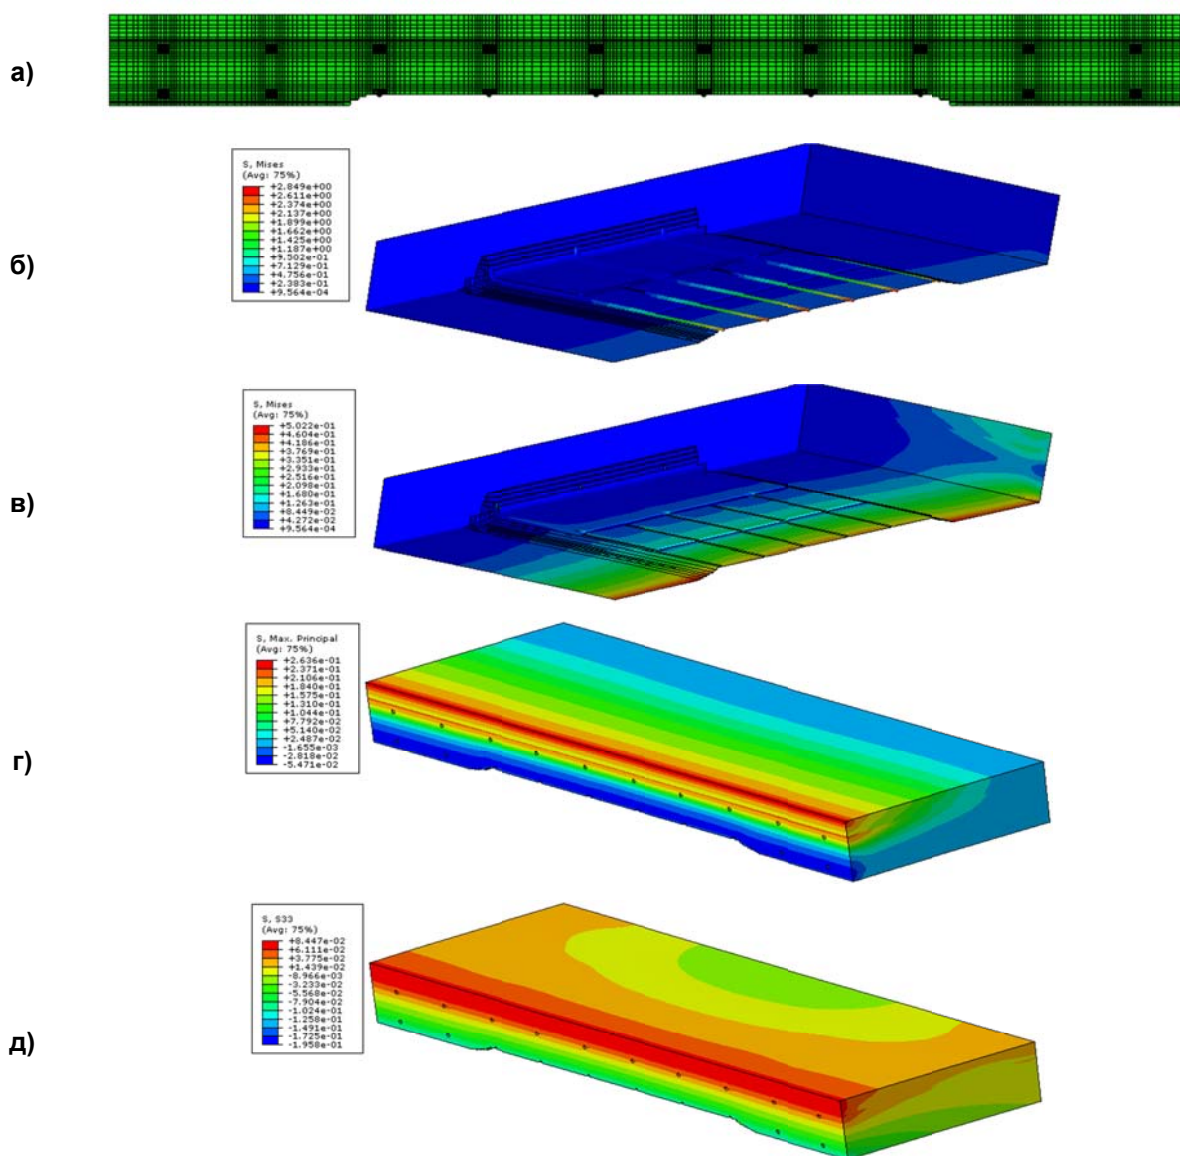 а)
б)
S, Mises
(Avg: 75%)
+2.849e+00
+2.611e+00
+2.374e+00
+2.137e+00
+1.899e+00
+1.662e+00
+1.425e+00
+1.187e+00
+9.502e-01
+7.129e-01
+4.756e-01
+2.383e-01
+9.564e-04
в)
S, Mises
(Avg: 75%)
+5.022e-01
+4.604e-01
+4.186e-01
+3.769e-01
+3.351e-01
+2.933e-01
+2.516e-01
+2.098e-01
+1.680e-01
+1.263e-01
+8.449e-02
+4.272e-02
+9.564e-04
г)
S, Max. Principal
(Avg: 75%)
+2.636e-01
+2.371e-01
+2.106e-01
+1.840e-01
+1.575e-01
+1.310e-01
+1.044e-01
+7.792e-02
+5.140e-02
+2.487e-02
-1.655e-03
-2.818e-02
-5.471e-02
д)
S, S33
(Avg: 75%)
+8.447e-02
+6.111e-02
+3.775e-02
+1.439e-02
-8.966e-03
-3.233e-02
-5.568e-02
-7.904e-02
-1.024e-01
-1.258e-01
-1.491e-01
-1.725e-01
-1.958e-01